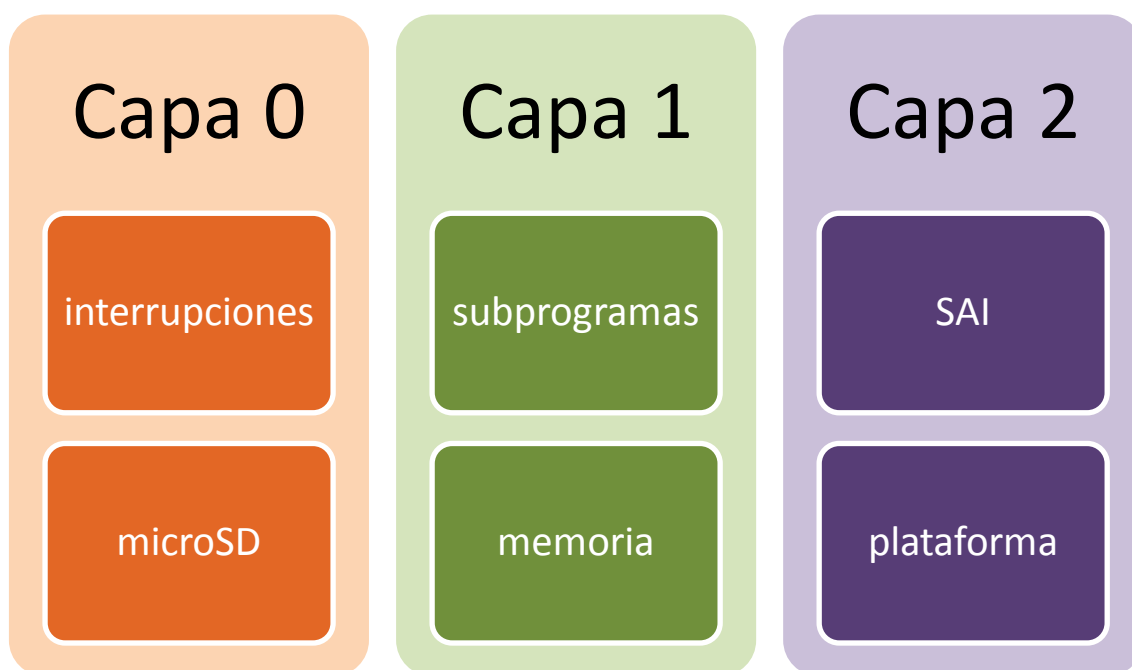 Capa 0
interrupciones
microSD
Capa 1
subprogramas
memoria
Capa 2
SAI
plataforma